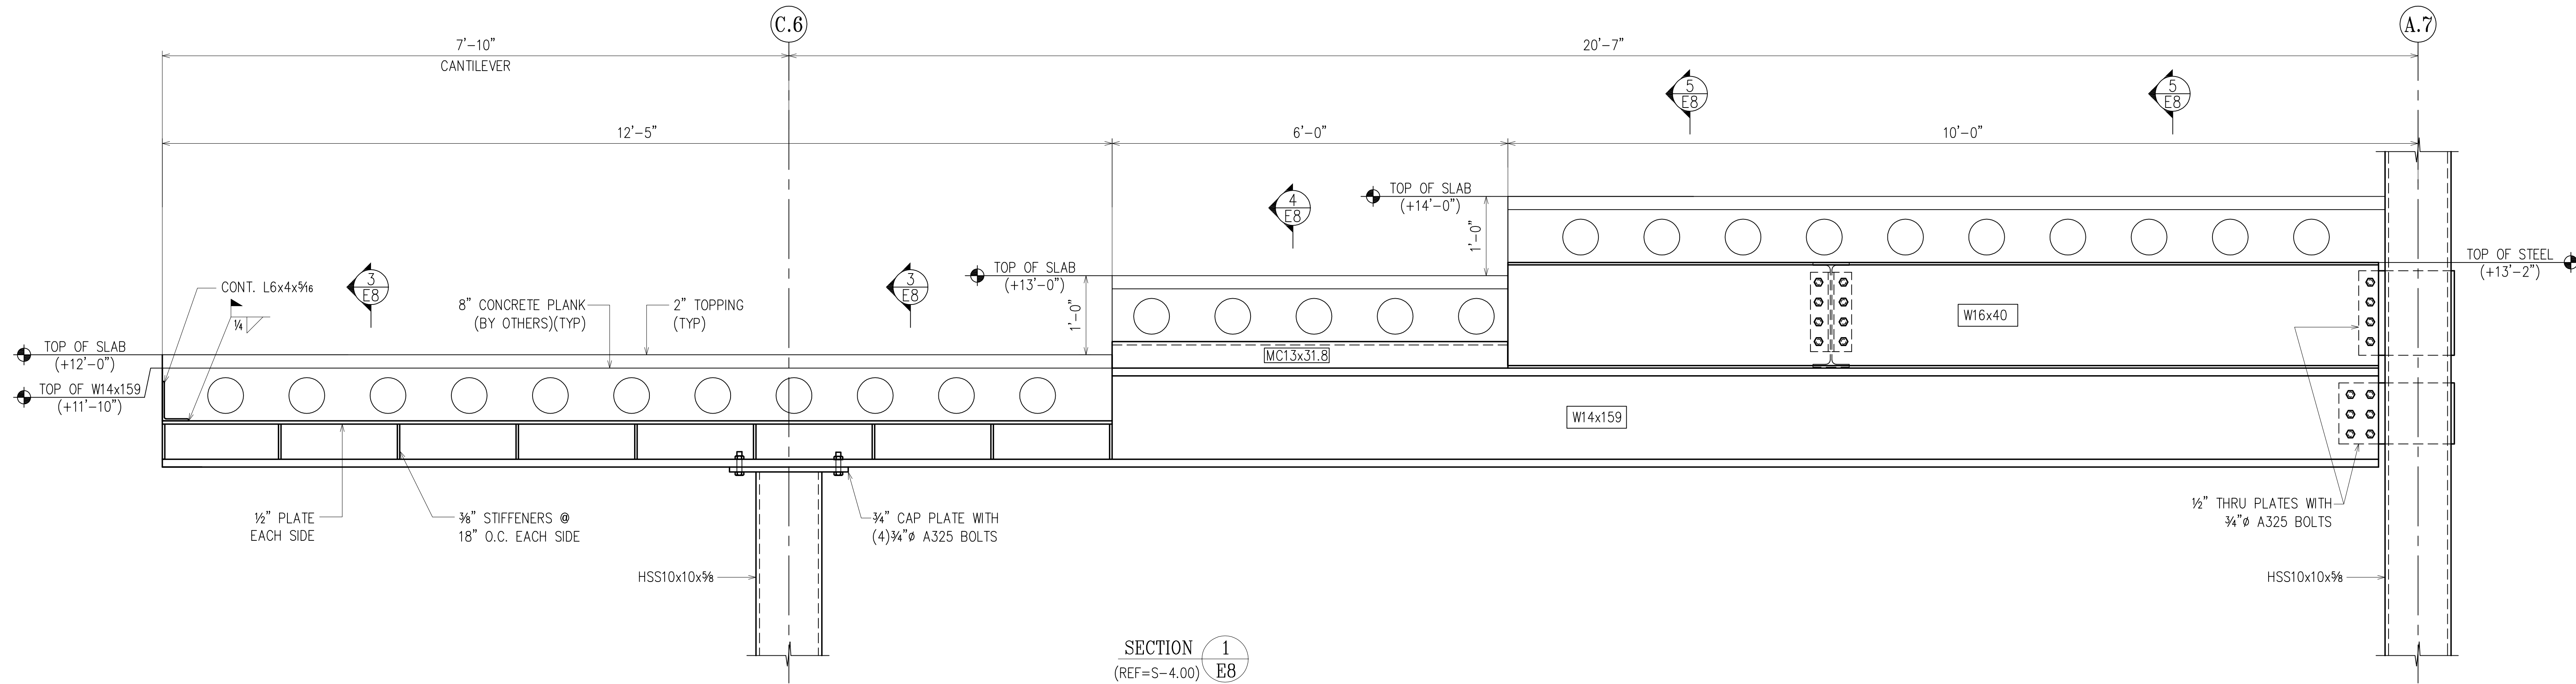 C.6
A.7
7'-10"
CANTILEVER
20'-7"
5
E8
5
E8
12'-5"
6'-0"
10'-0"
4
E8
TOP OF SLAB
(+14'-0")
1'-0"
TOP OF STEEL
(+13'-2")
3
E8
3
E8
TOP OF SLAB
(+13'-0")
1'-0"
CONT. L6x4x5/16
1/4
8" CONCRETE PLANK
(BY OTHERS)(TYP)
2" TOPPING
(TYP)
W16x40
TOP OF SLAB
(+12'-0")
MC13x31.8
TOP OF W14x159
(+11'-10")
W14x159
1/2" PLATE
EACH SIDE
3/8" STIFFENERS @
18" O.C. EACH SIDE
3/4" CAP PLATE WITH
(4)3/4"ø A325 BOLTS
1/2" THRU PLATES WITH
3/4"ø A325 BOLTS
HSS10x10x5/8
HSS10x10x5/8
SECTION
(REF=S-4.00)
1
E8